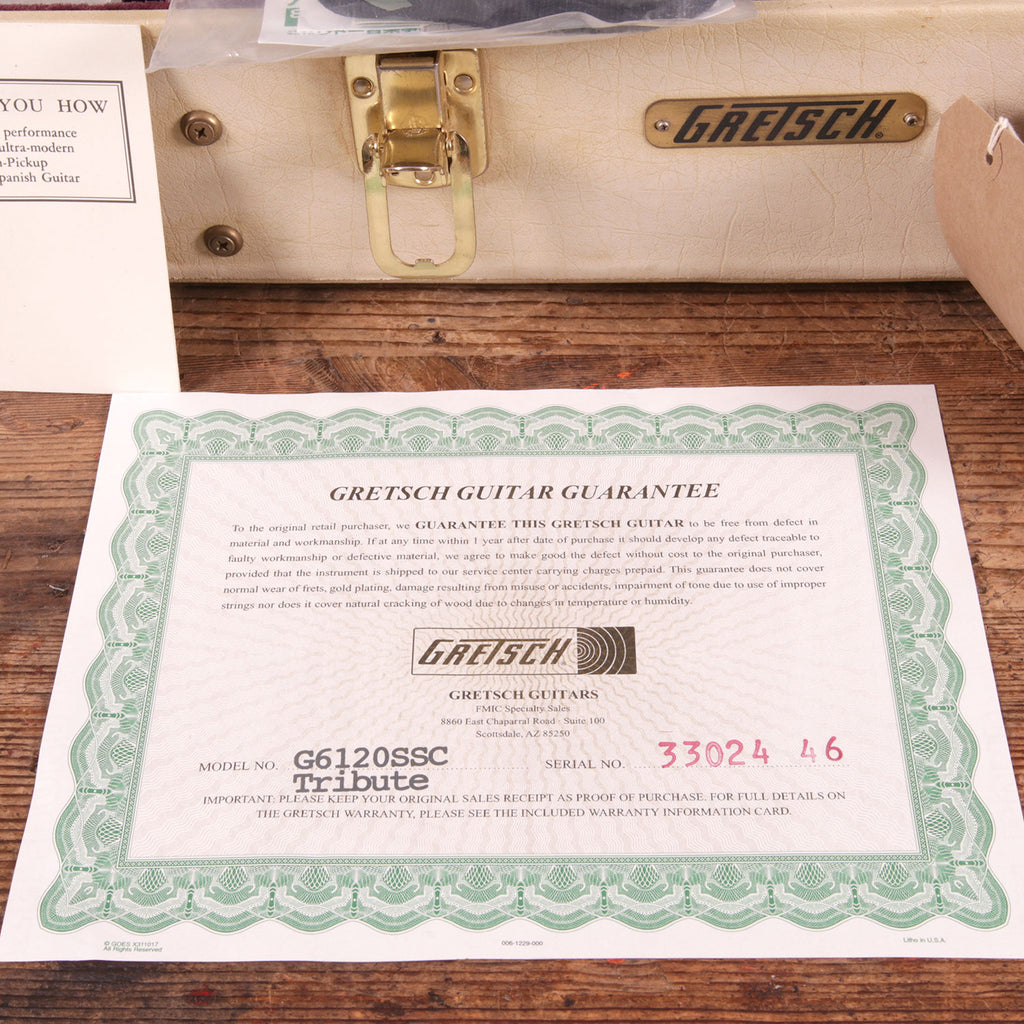 YOU HOW
performance
ultra-modern
-Pickup
panish Guitar
GRETSCH
GRETSCH GUITAR GUARANTEE
To the original retail purchaser, we GUARANTEE THIS GRETSCH GUITAR to be free from defect in
material and workmanship. If at any time within 1 year after date of purchase it should develop any defect traceable to
faulty workmanship or defective material, we agree to make good the defect without cost to the original purchaser,
provided that the instrument is shipped to our service center carrying charges prepaid. This guarantee does not cover
normal wear of frets, gold plating, damage resulting from misuse or accidents, impairment of tone due to use of improper
strings nor does it cover natural cracking of wood due to changes in temperature or humidity.
GRETSCH
GRETSCH GUITARS
FMIC Specialty Sales
8860 East Chaparral Road · Suite 100
Scottsdale, AZ 85250
MODEL NO. G6120SSC SERIAL NO. 33024 46
Tribute
IMPORTANT: PLEASE KEEP YOUR ORIGINAL SALES RECEIPT AS PROOF OF PURCHASE. FOR FULL DETAILS ON
THE GRETSCH WARRANTY, PLEASE SEE THE INCLUDED WARRANTY INFORMATION CARD.
© GOES X311017
All Rights Reserved
006-1229-000
Litho in U.S.A.